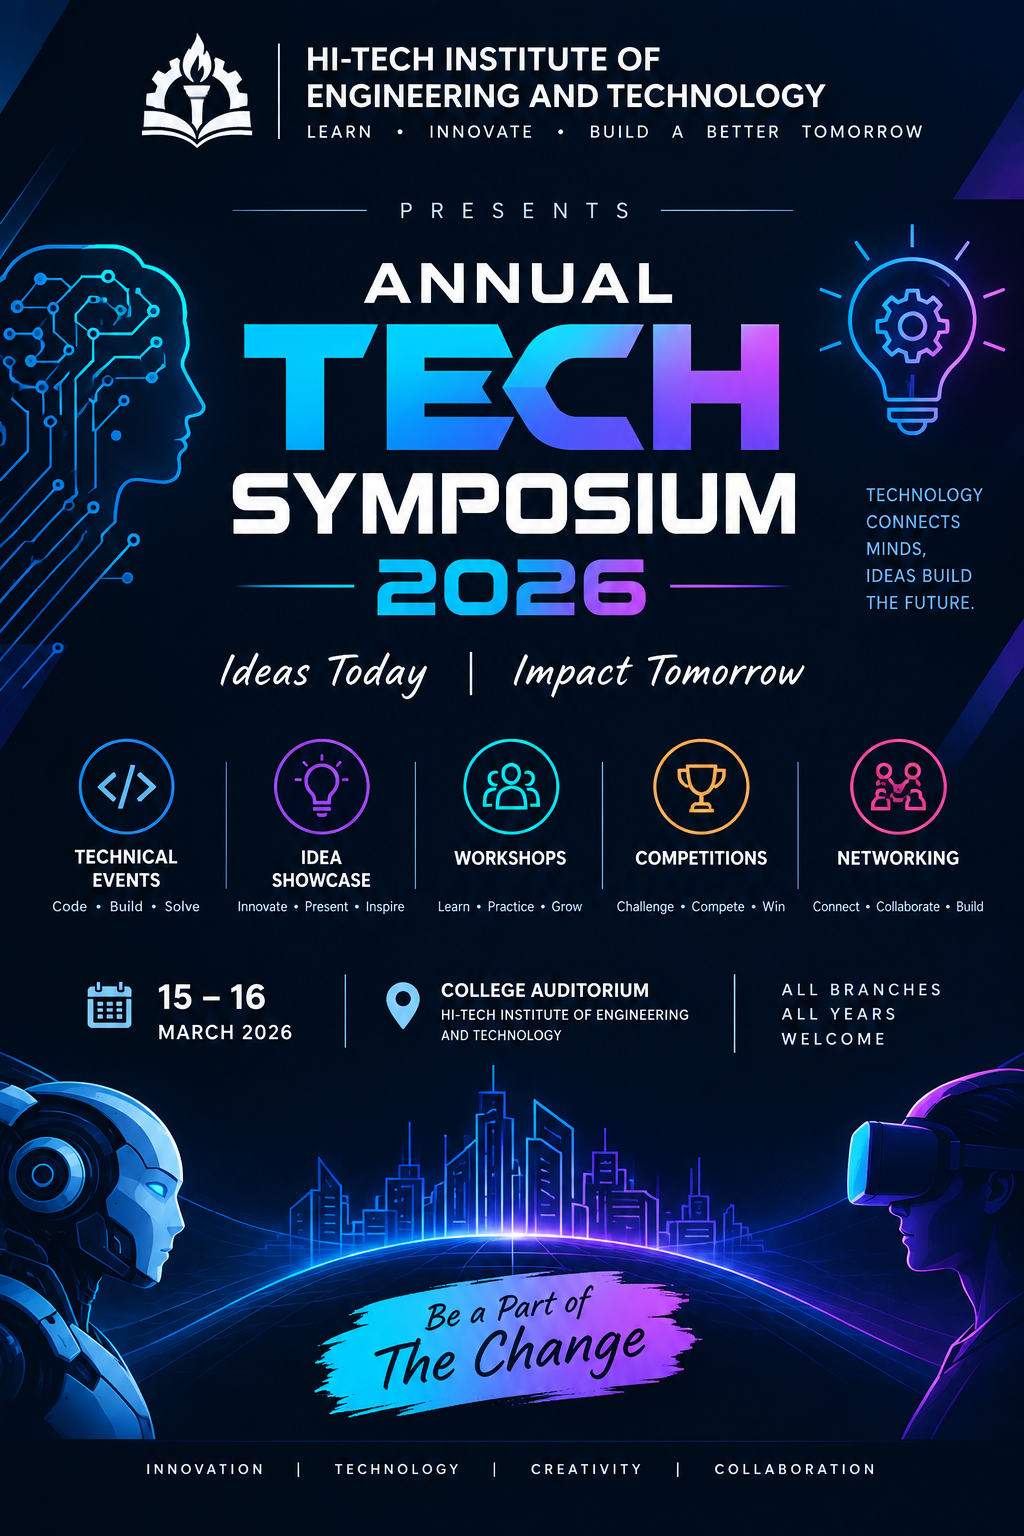 HI-TECH INSTITUTE OF
ENGINEERING AND TECHNOLOGY
LEARN • INNOVATE • BUILD A BETTER TOMORROW
PRESENTS
ANNUAL
TECH
SYMPOSIUM
2026
TECHNOLOGY
CONNECTS
MINDS,
IDEAS BUILD
THE FUTURE.
Ideas Today | Impact Tomorrow
</>
TECHNICAL
EVENTS
Code • Build • Solve
IDEA
SHOWCASE
Innovate • Present • Inspire
WORKSHOPS
Learn • Practice • Grow
COMPETITIONS
Challenge • Compete • Win
NETWORKING
Connect • Collaborate • Build
15 – 16
MARCH 2026
COLLEGE AUDITORIUM
HI-TECH INSTITUTE OF ENGINEERING
AND TECHNOLOGY
ALL BRANCHES
ALL YEARS
WELCOME
Be a Part of
The Change
INNOVATION | TECHNOLOGY | CREATIVITY | COLLABORATION